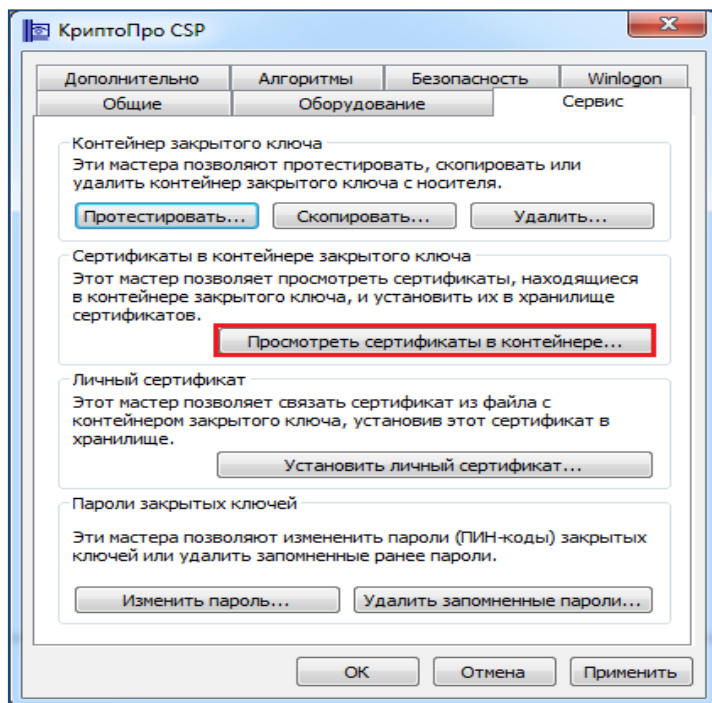 КриптоПро CSP
Дополнительно Алгоритмы Безопасность Winlogon
Общие Оборудование Сервис
Контейнер закрытого ключа
Эти мастера позволяют протестировать, скопировать или
удалить контейнер закрытого ключа с носителя.
Протестировать... Скопировать... Удалить...
Сертификаты в контейнере закрытого ключа
Этот мастер позволяет просмотреть сертификаты, находящиеся
в контейнере закрытого ключа, и установить их в хранилище
сертификатов.
Просмотреть сертификаты в контейнере...
Личный сертификат
Этот мастер позволяет связать сертификат из файла с
контейнером закрытого ключа, установив этот сертификат в
хранилище.
Установить личный сертификат...
Пароли закрытых ключей
Эти мастера позволяют измененить пароли (ПИН-коды) закрытых
ключей или удалить запомненные ранее пароли.
Изменить пароль... Удалить запомненные пароли...
ОК Отмена Применить